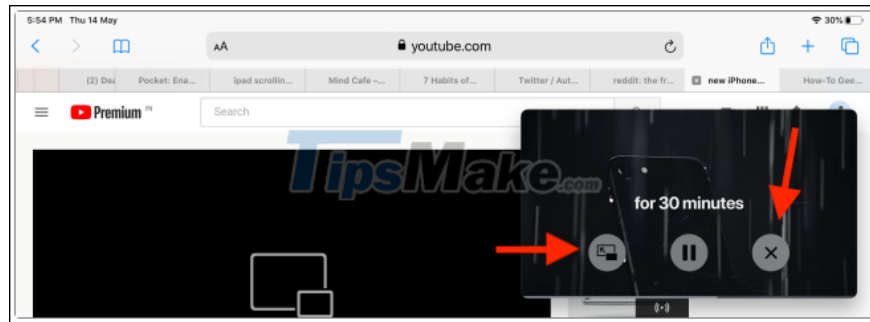 5:54 PM Thu 14 May
30%
AA
youtube.com
(2) Dea
Pocket: Ena...
ipad scrollin...
Mind Cafe –...
7 Habits of...
Twitter / Aut...
reddit: the fr...
new iPhone...
How-To Gee...
Premium IN
Search
TipsMake.com
for 30 minutes